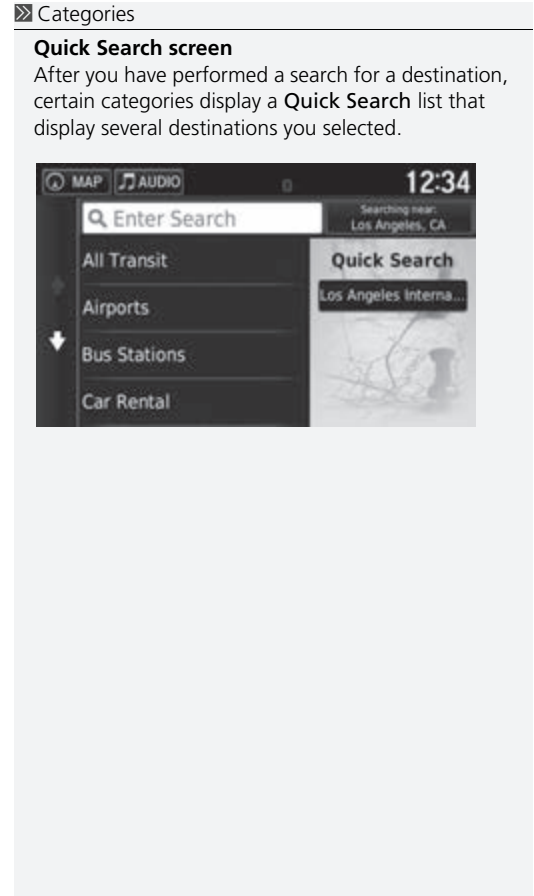 Categories
Quick Search screen
After you have performed a search for a destination,
certain categories display a Quick Search list that
display several destinations you selected.
MAP AUDIO 12:34
Enter Search
Searching near:
Los Angeles, CA
All Transit
Airports
Bus Stations
Car Rental
Quick Search
Los Angeles Interna...